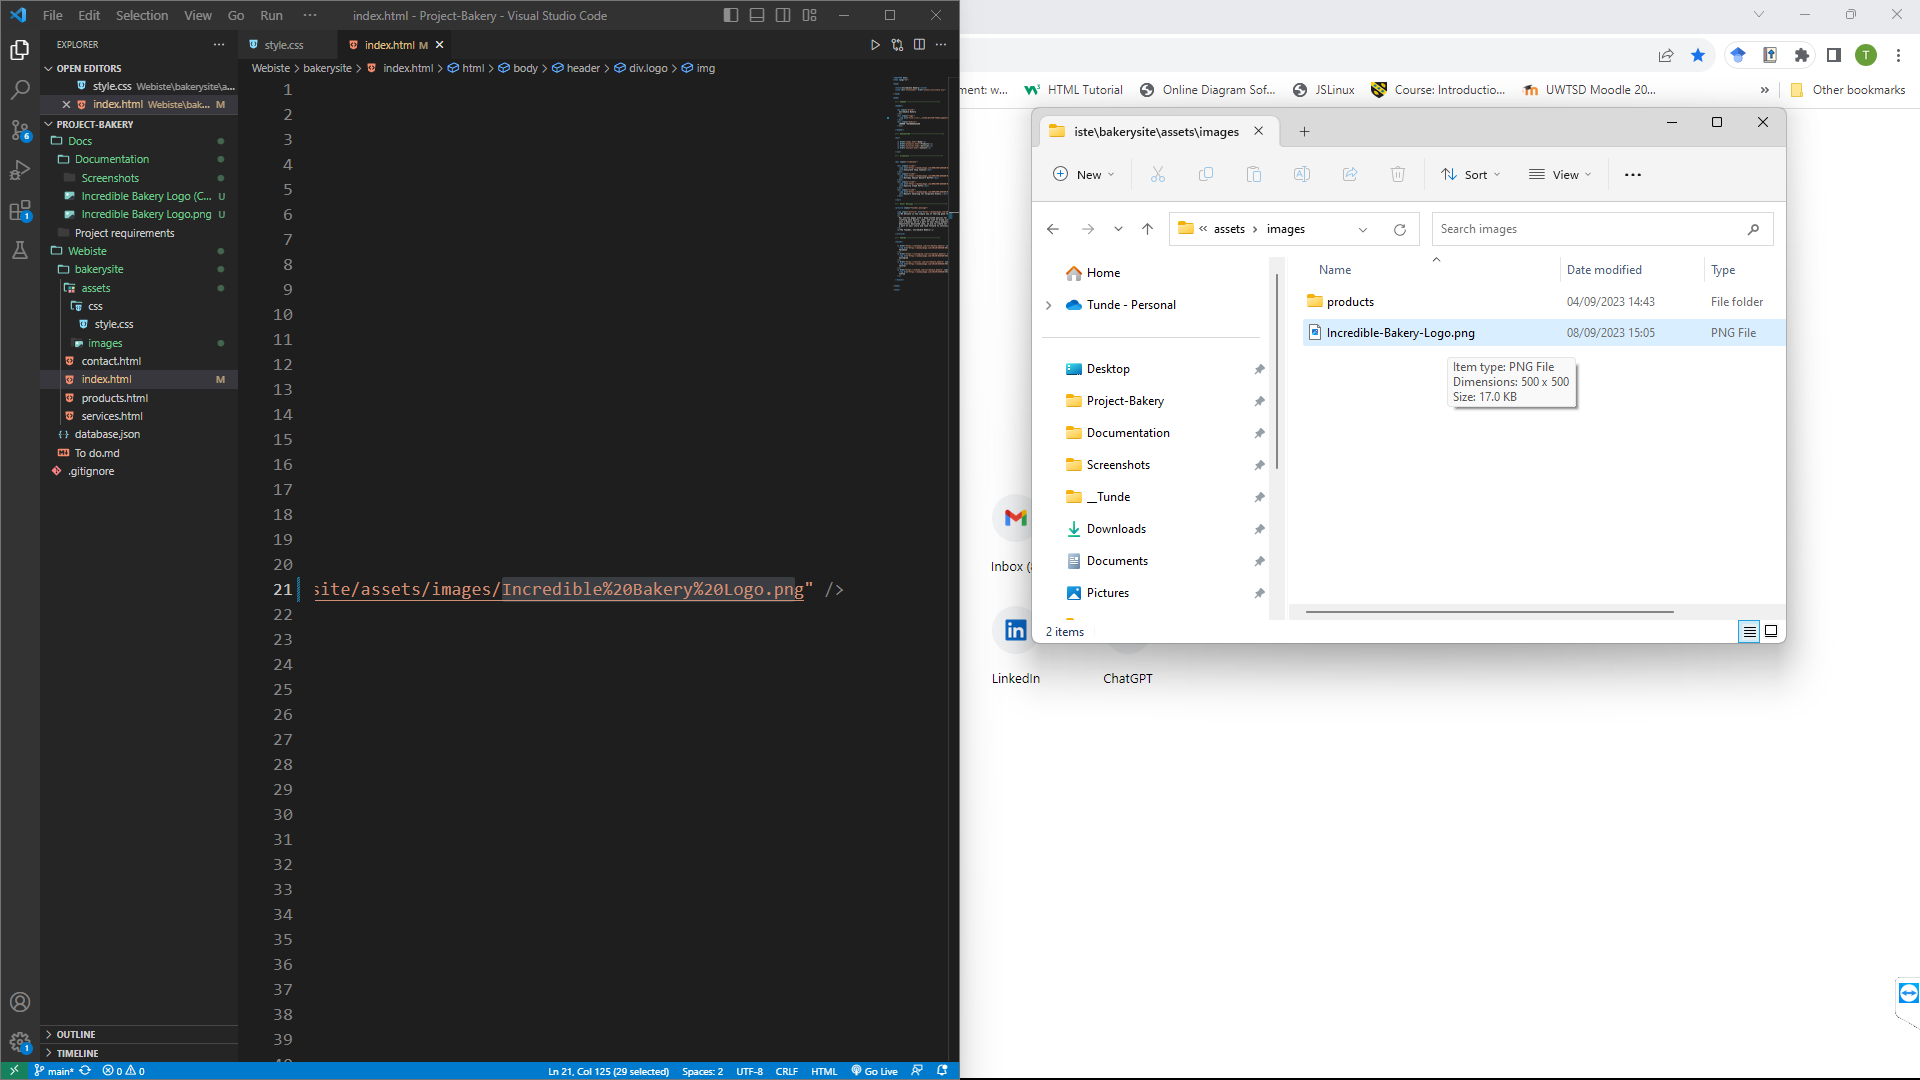 File Edit Selection View Go Run ··· index.html - Project-Bakery - Visual Studio Code
EXPLORER
OPEN EDITORS
style.css Webiste\bakerysite\a...
index.html Webiste\bak... M
PROJECT-BAKERY
Docs
Documentation
Screenshots
Incredible Bakery Logo (C... U
Incredible Bakery Logo.png U
Project requirements
Webiste
bakerysite
assets
css
style.css
images
contact.html
index.html M
products.html
services.html
database.json
To do.md
.gitignore
OUTLINE
TIMELINE
6
1
1
style.css index.html M
Webiste > bakerysite > index.html > html > body > header > div.logo > img
1
2
3
4
5
6
7
8
9
10
11
12
13
14
15
16
17
18
19
20
21 site/assets/images/Incredible%20Bakery%20Logo.png" />
22
23
24
25
26
27
28
29
30
31
32
33
34
35
36
37
38
39
main* 0 0 Ln 21, Col 125 (29 selected) Spaces: 2 UTF-8 CRLF HTML Go Live
T
ment: w... HTML Tutorial Online Diagram Sof... JSLinux Course: Introductio... UWTSD Moodle 20... » Other bookmarks
iste\bakerysite\assets\images
New Sort View ···
« assets > images Search images
Home
Tunde - Personal
Desktop
Project-Bakery
Documentation
Screenshots
__Tunde
Downloads
Documents
Pictures
Name Date modified Type
products 04/09/2023 14:43 File folder
Incredible-Bakery-Logo.png 08/09/2023 15:05 PNG File
Item type: PNG File
Dimensions: 500 x 500
Size: 17.0 KB
2 items
Inbox (
in
LinkedIn ChatGPT